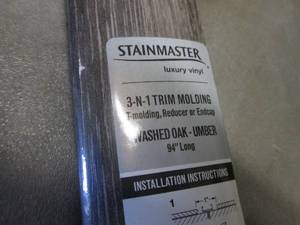 STAINMASTER
luxury vinyl
3-N-1 TRIM MOLDING
T-molding, Reducer or Endcap
WASHED OAK - UMBER
94" Long
INSTALLATION INSTRUCTIONS
1